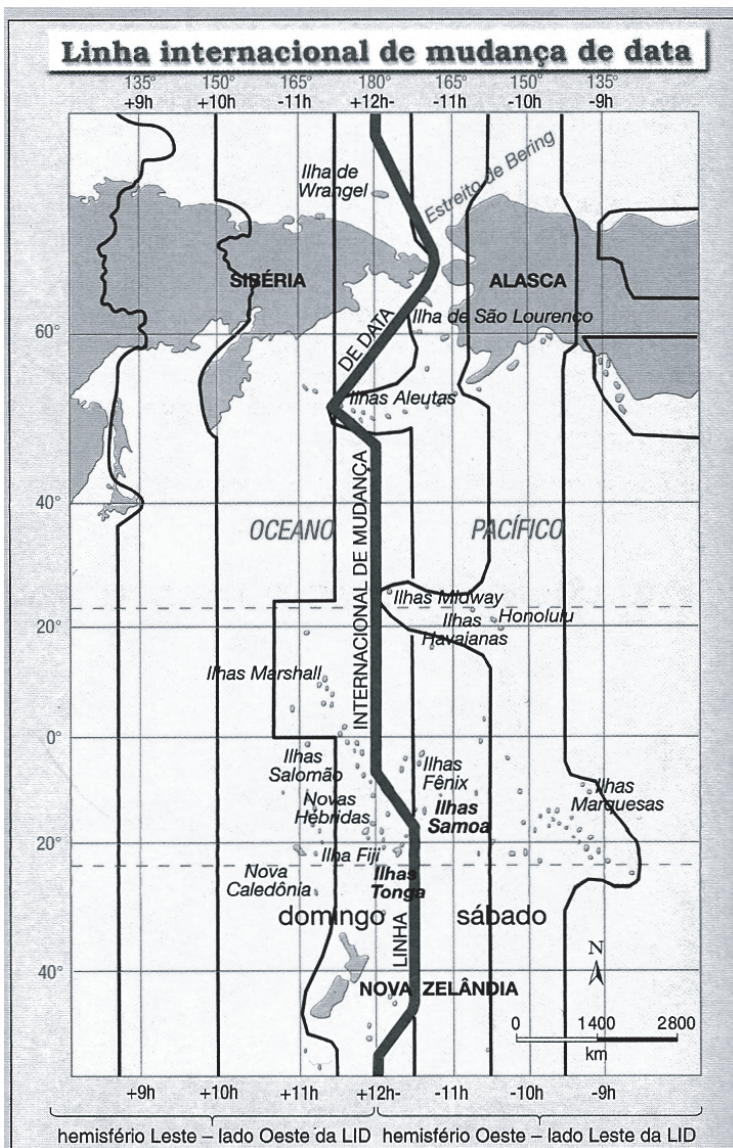 Linha internacional de mudança de data
135° 150° 165° 180° 165° 150° 135°
+9h +10h -11h +12h- -11h -10h -9h
Ilha de
Wrangel
Estreito de Bering
SIBÉRIA
ALASCA
Ilha de São Lourenço
60°
DE DATA
Ilhas Aleutas
40°
OCEANO
PACÍFICO
INTERNACIONAL DE MUDANÇA
Ilhas Midway
Honolulu
Ilhas
Havaianas
20°
Ilhas Marshall
0°
Ilhas
Salomão
Ilhas
Fênix
Ilhas
Marquesas
Novas
Hébridas
Ilhas
Samoa
20°
Ilha Fiji
Nova
Caledônia
Ilhas
Tonga
domingo
sábado
LINHA
N
40°
NOVA ZELÂNDIA
0 1400 2800
km
+9h +10h +11h +12h- -11h -10h -9h
hemisfério Leste – lado Oeste da LID
hemisfério Oeste – lado Leste da LID